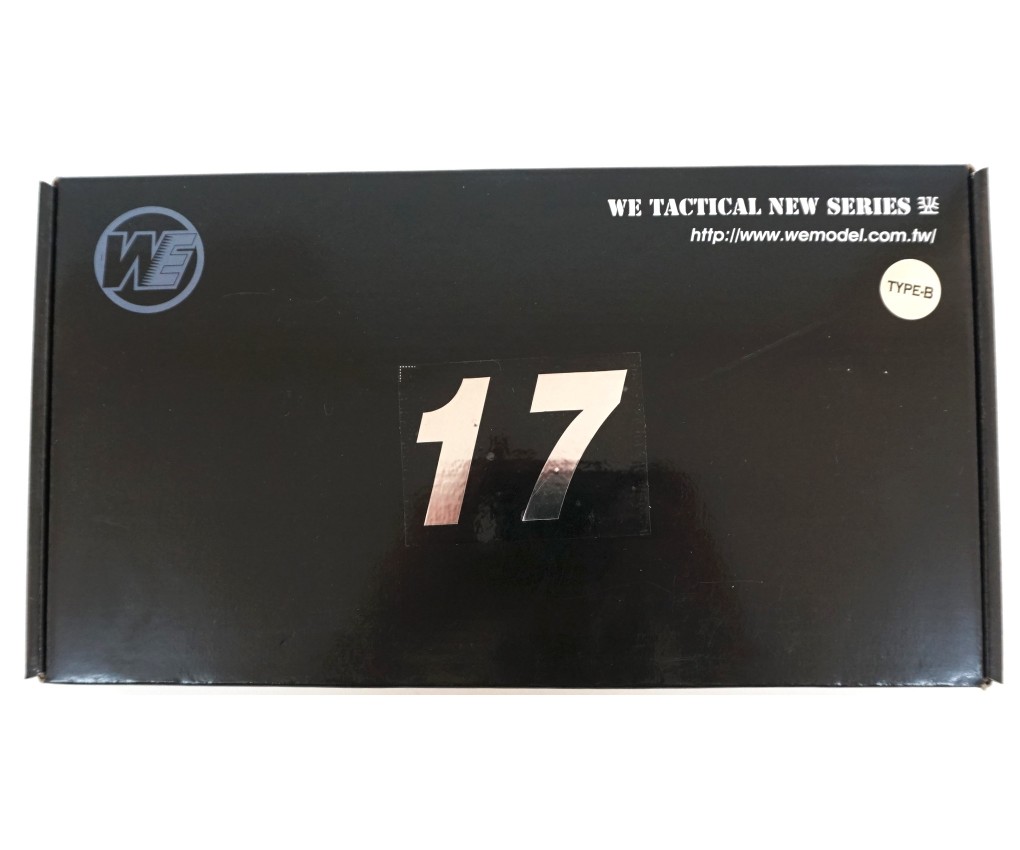 WE
WE TACTICAL NEW SERIES
http://www.wemodel.com.tw/
TYPE-B
17